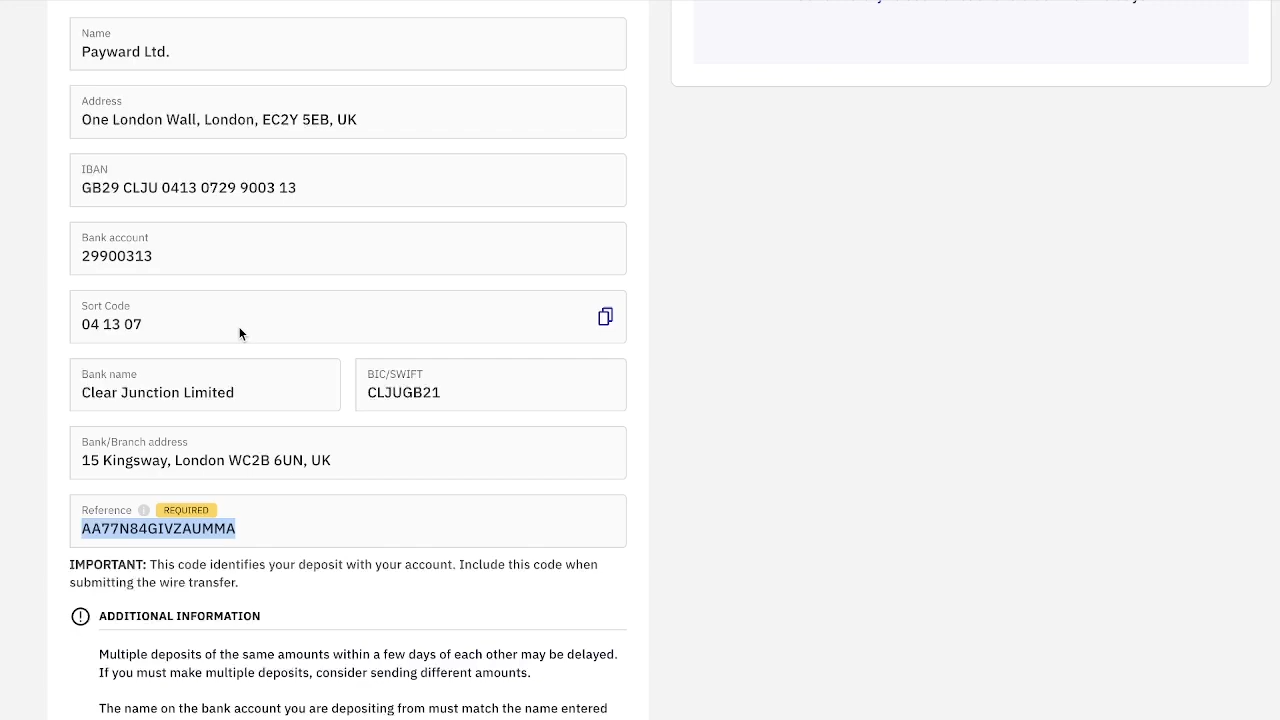 Name
Payward Ltd.
Address
One London Wall, London, EC2Y 5EB, UK
IBAN
GB29 CLJU 0413 0729 9003 13
Bank account
29900313
Sort Code
04 13 07
Bank name
Clear Junction Limited
BIC/SWIFT
CLJUGB21
Bank/Branch address
15 Kingsway, London WC2B 6UN, UK
Reference REQUIRED
AA77N84GIVZAUMMA
IMPORTANT: This code identifies your deposit with your account. Include this code when
submitting the wire transfer.
ADDITIONAL INFORMATION
Multiple deposits of the same amounts within a few days of each other may be delayed.
If you must make multiple deposits, consider sending different amounts.
The name on the bank account you are depositing from must match the name entered